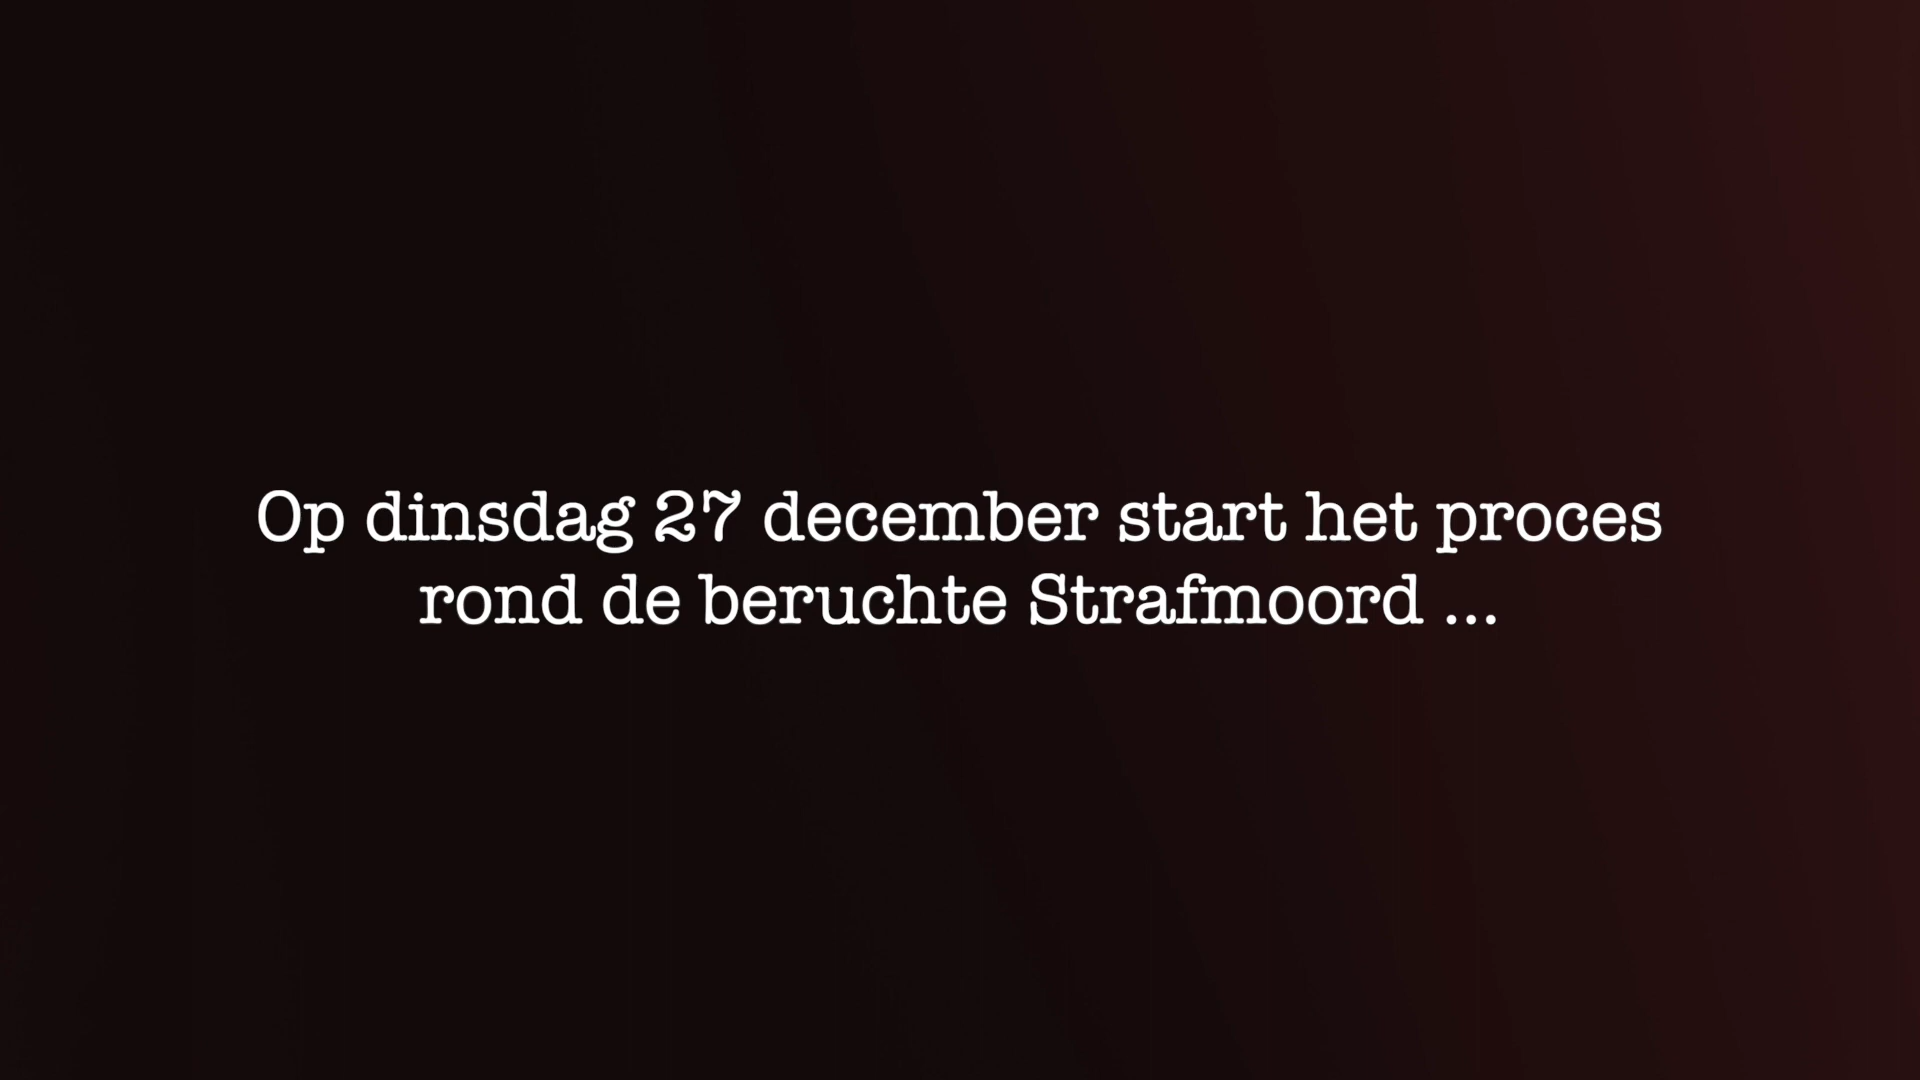 Op dinsdag 27 december start het proces
rond de beruchte Strafmoord ...